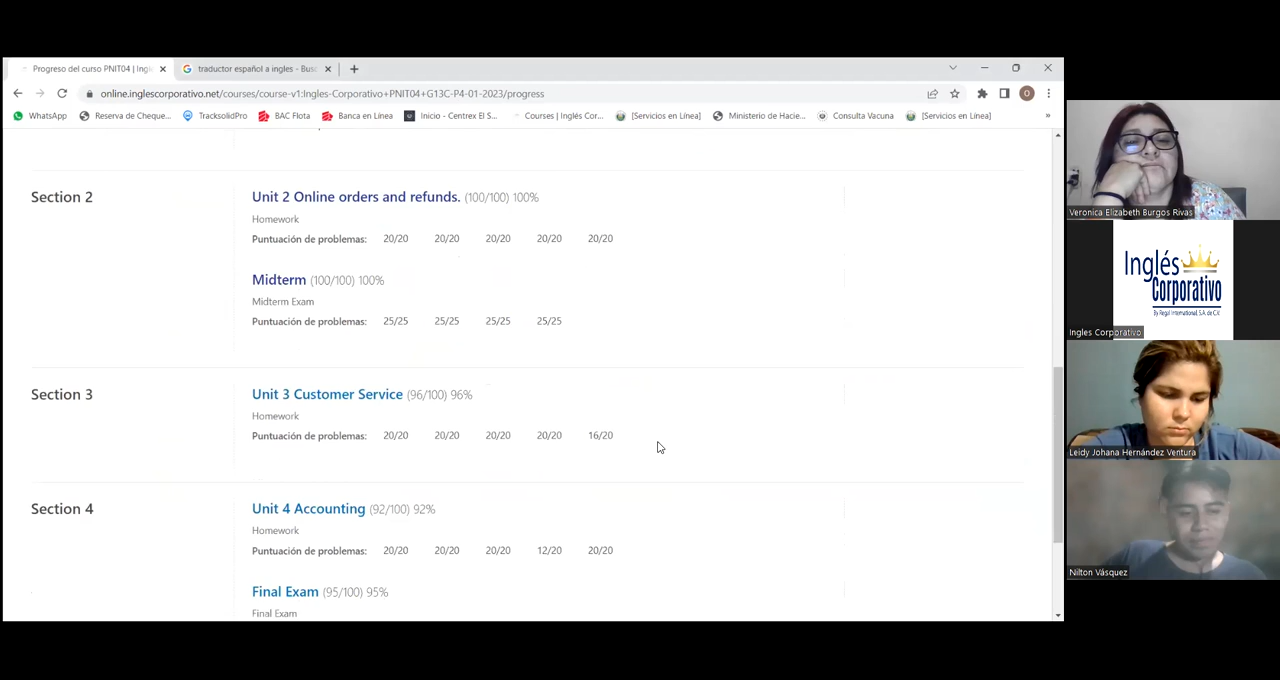 Progreso del curso PNIT04 | Ingl
traductor español a ingles - Bus
online.inglescorporativo.net/courses/course-v1:Ingles-Corporativo+PNIT04+G13C-P4-01-2023/progress
WhatsApp
Reserva de Cheque...
TracksolidPro
BAC Flota
Banca en Línea
Inicio - Centrex El S...
Courses | Inglés Cor...
[Servicios en Línea]
Ministerio de Hacie...
Consulta Vacuna
[Servicios en Línea]
Section 2
Unit 2 Online orders and refunds. (100/100) 100%
Homework
Puntuación de problemas: 20/20 20/20 20/20 20/20 20/20
Midterm (100/100) 100%
Midterm Exam
Puntuación de problemas: 25/25 25/25 25/25 25/25
Section 3
Unit 3 Customer Service (96/100) 96%
Homework
Puntuación de problemas: 20/20 20/20 20/20 20/20 16/20
Section 4
Unit 4 Accounting (92/100) 92%
Homework
Puntuación de problemas: 20/20 20/20 20/20 12/20 20/20
Final Exam (95/100) 95%
Final Exam
Veronica Elizabeth Burgos Rivas
Inglés
Corporativo
By Regal International, S.A. de C.V.
Ingles Corporativo
Leidy Johana Hernández Ventura
Nilton Vásquez